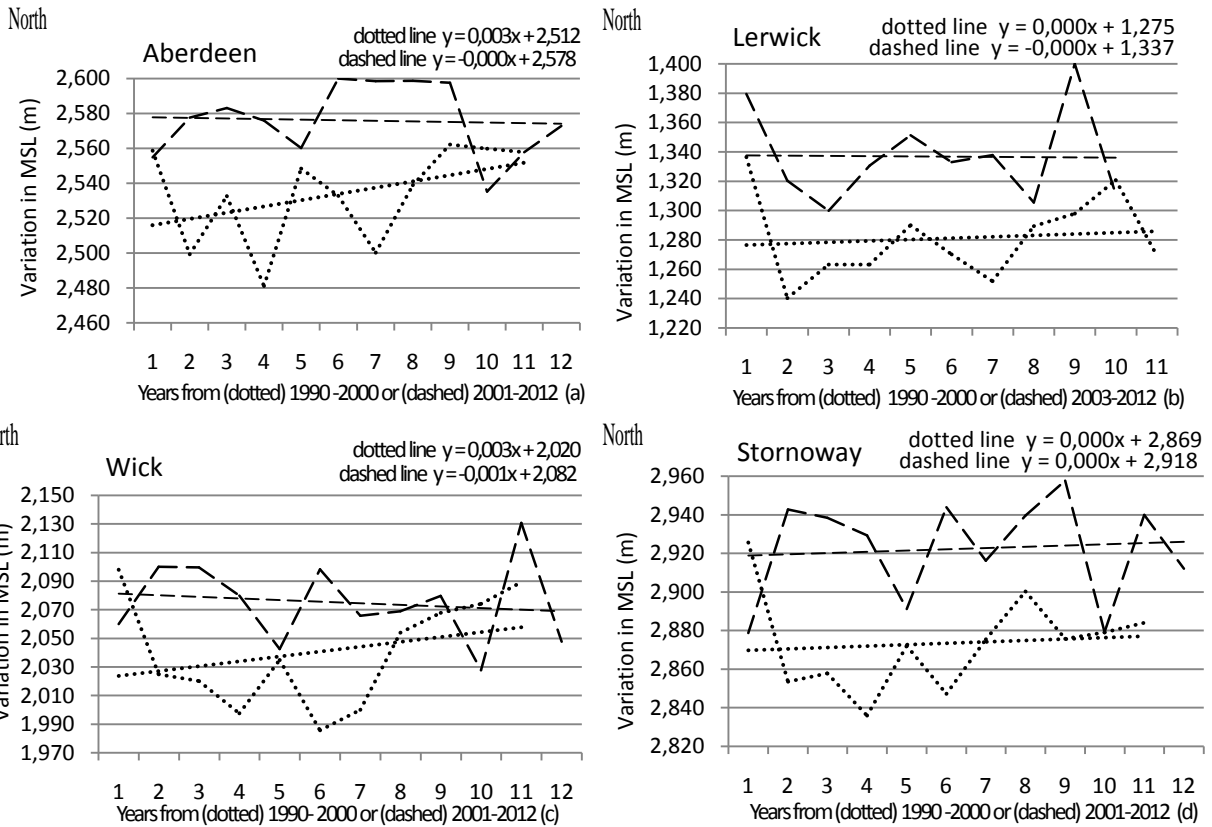 North
Aberdeen
dotted line y = 0,003x + 2,512
dashed line y = -0,000x + 2,578
Variation in MSL (m)
2,600
2,580
2,560
2,540
2,520
2,500
2,480
2,460
1 2 3 4 5 6 7 8 9 10 11 12
Years from (dotted) 1990 -2000 or (dashed) 2001-2012 (a)
North
Lerwick
dotted line y = 0,000x + 1,275
dashed line y = -0,000x + 1,337
Variation in MSL (m)
1,400
1,380
1,360
1,340
1,320
1,300
1,280
1,260
1,240
1,220
1 2 3 4 5 6 7 8 9 10 11
Years from (dotted) 1990 -2000 or (dashed) 2003-2012 (b)
rth
Wick
dotted line y = 0,003x + 2,020
dashed line y = -0,001x + 2,082
Variation in MSL (m)
2,150
2,130
2,110
2,090
2,070
2,050
2,030
2,010
1,990
1,970
1 2 3 4 5 6 7 8 9 10 11 12
Years from (dotted) 1990- 2000 or (dashed) 2001-2012 (c)
North
Stornoway
dotted line y = 0,000x + 2,869
dashed line y = 0,000x + 2,918
Variation in MSL (m)
2,960
2,940
2,920
2,900
2,880
2,860
2,840
2,820
1 2 3 4 5 6 7 8 9 10 11 12
Years from (dotted) 1990 -2000 or (dashed) 2001-2012 (d)